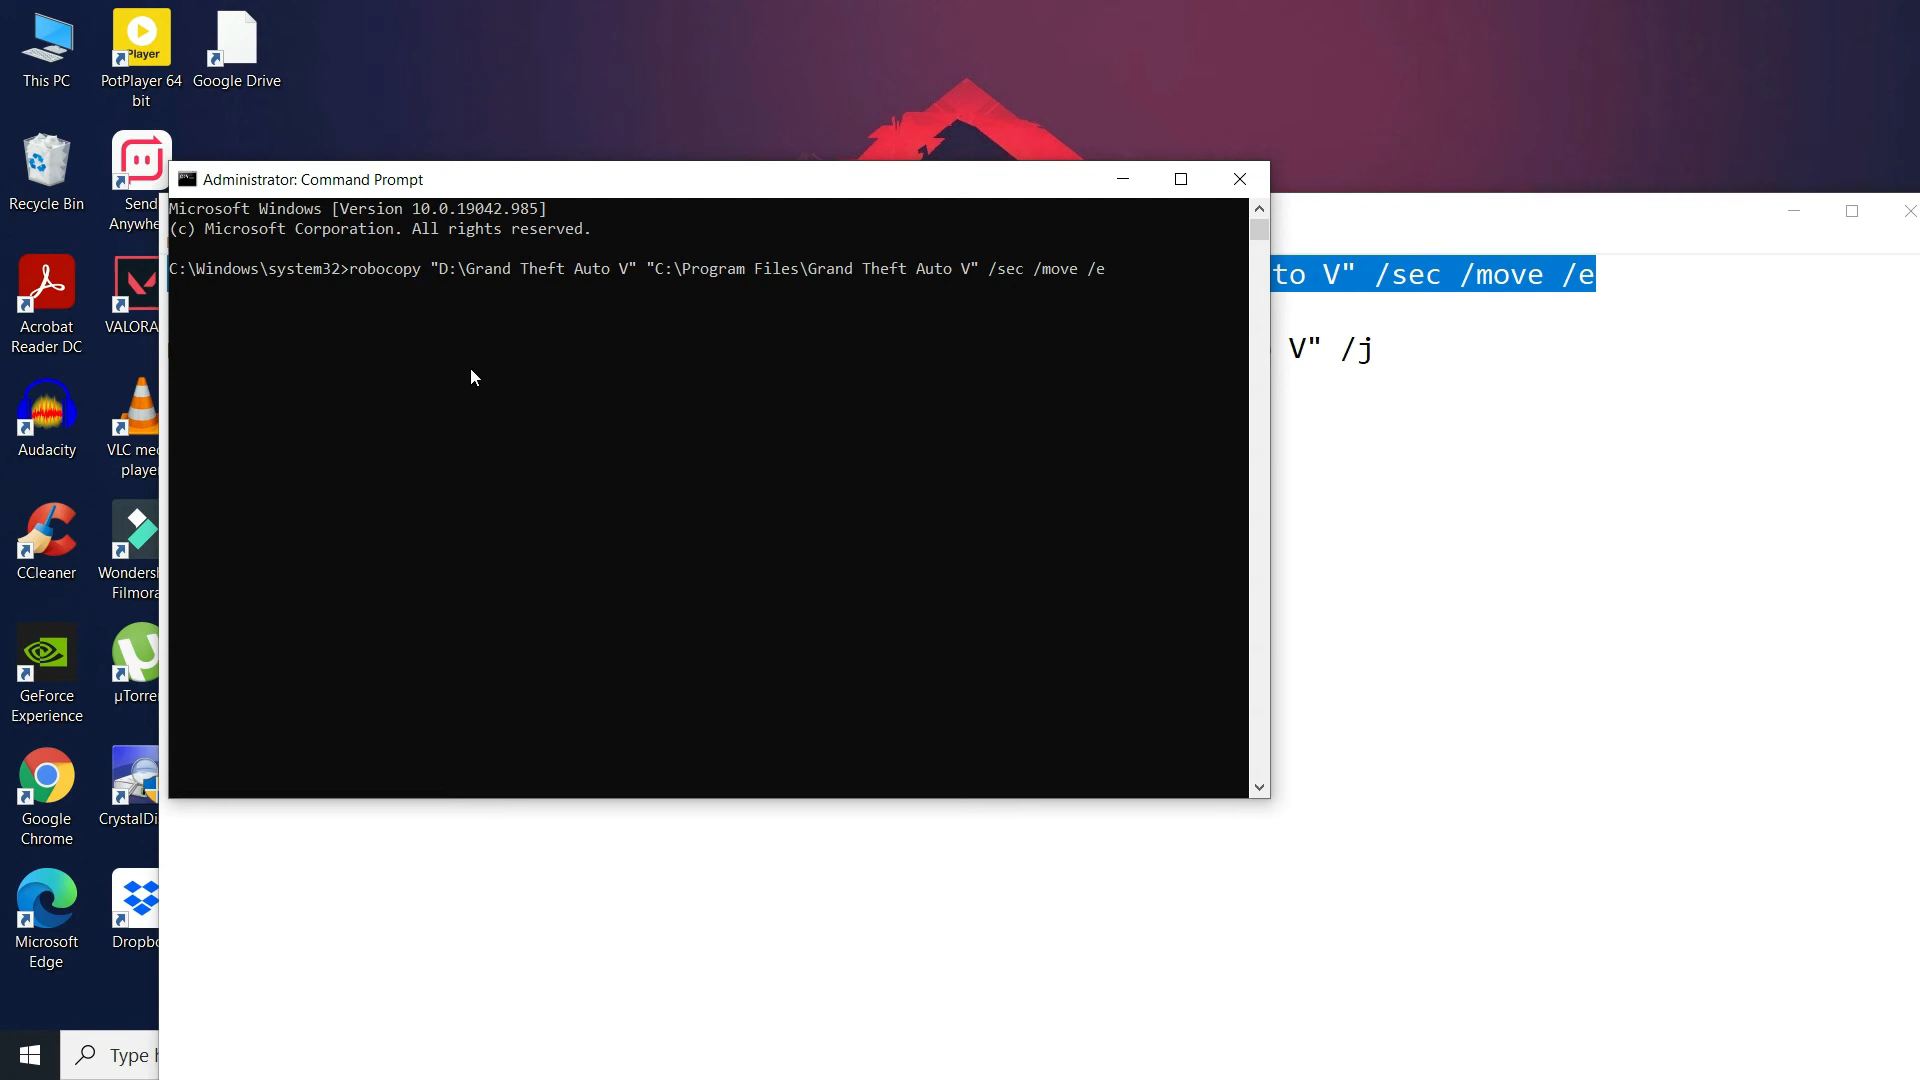 This PC
PotPlayer 64
bit
Google Drive
Player
Recycle Bin
Send
Anywhe
Administrator: Command Prompt
Microsoft Windows [Version 10.0.19042.985]
(c) Microsoft Corporation. All rights reserved.
C:\Windows\system32>robocopy "D:\Grand Theft Auto V" "C:\Program Files\Grand Theft Auto V" /sec /move /e
to V" /sec /move /e
V" /j
Acrobat
Reader DC
VALORA
Audacity
VLC med
player
CCleaner
Wondersh
Filmora
GeForce
Experience
µTorre
Google
Chrome
CrystalDi
Microsoft
Edge
Dropbo
Type h